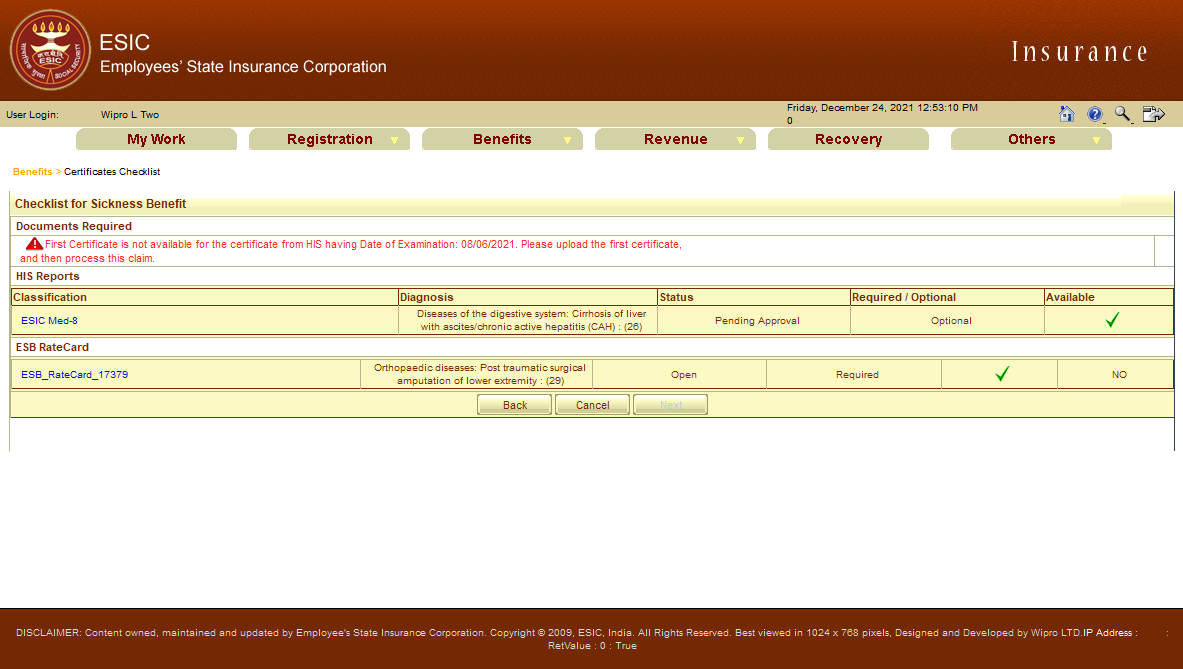 ESIC
Employees' State Insurance Corporation
Insurance
User Login: Wipro L Two
Friday, December 24, 2021 12:53:10 PM
0
My Work Registration Benefits Revenue Recovery Others
Benefits > Certificates Checklist
Checklist for Sickness Benefit
Documents Required
First Certificate is not available for the certificate from HIS having Date of Examination: 08/06/2021. Please upload the first certificate,
and then process this claim.
HIS Reports
Classification Diagnosis Status Required / Optional Available
ESIC Med-8 Diseases of the digestive system: Cirrhosis of liver
with ascites/chronic active hepatitis (CAH) : (26) Pending Approval Optional
ESB RateCard
ESB_RateCard_17379 Orthopaedic diseases: Post traumatic surgical
amputation of lower extremity : (29) Open Required NO
Back Cancel Next
DISCLAIMER: Content owned, maintained and updated by Employee's State Insurance Corporation. Copyright © 2009, ESIC, India. All Rights Reserved. Best viewed in 1024 x 768 pixels, Designed and Developed by Wipro LTD.IP Address : :
RetValue : 0 : True